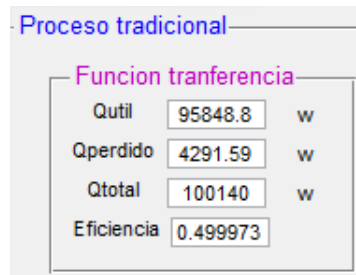 Proceso tradicional
Funcion tranferencia
Qutil 95848.8 w
Qperdido 4291.59 w
Qtotal 100140 w
Eficiencia 0.499973